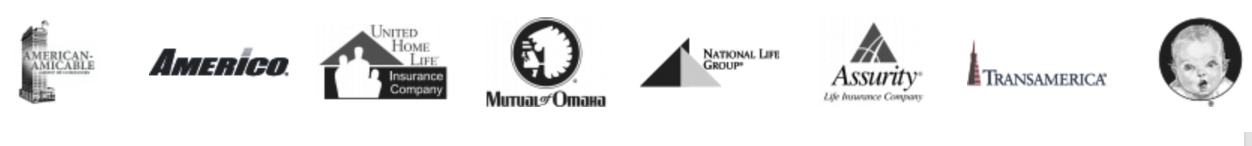 AMERICAN-
AMICABLE
AMERICO
UNITED
HOME
LIFE
Insurance
Company
MUTUAL of OMAHA
NATIONAL LIFE
GROUP®
Assurity®
Life Insurance Company
TRANSAMERICA®